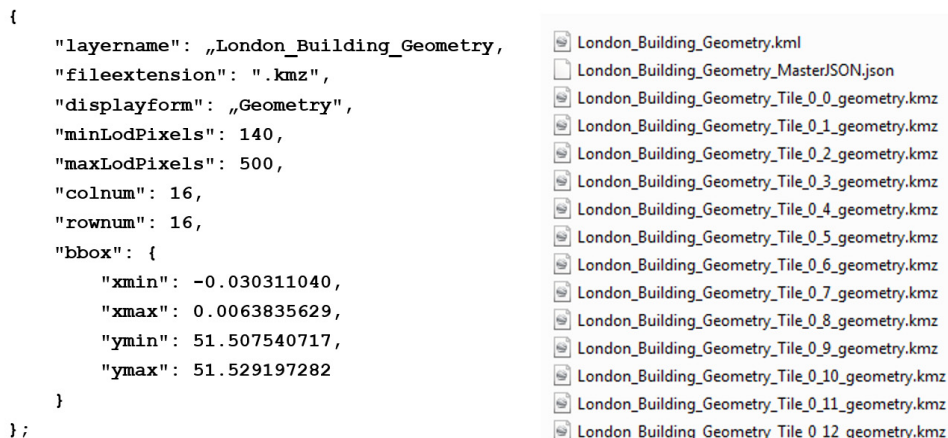 {
"layername": „London_Building_Geometry,
"fileextension": ".kmz",
"displayform": „Geometry",
"minLodPixels": 140,
"maxLodPixels": 500,
"colnum": 16,
"rownum": 16,
"bbox": {
"xmin": -0.030311040,
"xmax": 0.0063835629,
"ymin": 51.507540717,
"ymax": 51.529197282
}
};
London_Building_Geometry.kml
London_Building_Geometry_MasterJSON.json
London_Building_Geometry_Tile_0_0_geometry.kmz
London_Building_Geometry_Tile_0_1_geometry.kmz
London_Building_Geometry_Tile_0_2_geometry.kmz
London_Building_Geometry_Tile_0_3_geometry.kmz
London_Building_Geometry_Tile_0_4_geometry.kmz
London_Building_Geometry_Tile_0_5_geometry.kmz
London_Building_Geometry_Tile_0_6_geometry.kmz
London_Building_Geometry_Tile_0_7_geometry.kmz
London_Building_Geometry_Tile_0_8_geometry.kmz
London_Building_Geometry_Tile_0_9_geometry.kmz
London_Building_Geometry_Tile_0_10_geometry.kmz
London_Building_Geometry_Tile_0_11_geometry.kmz
London_Building_Geometry_Tile_0_12_geometry.kmz